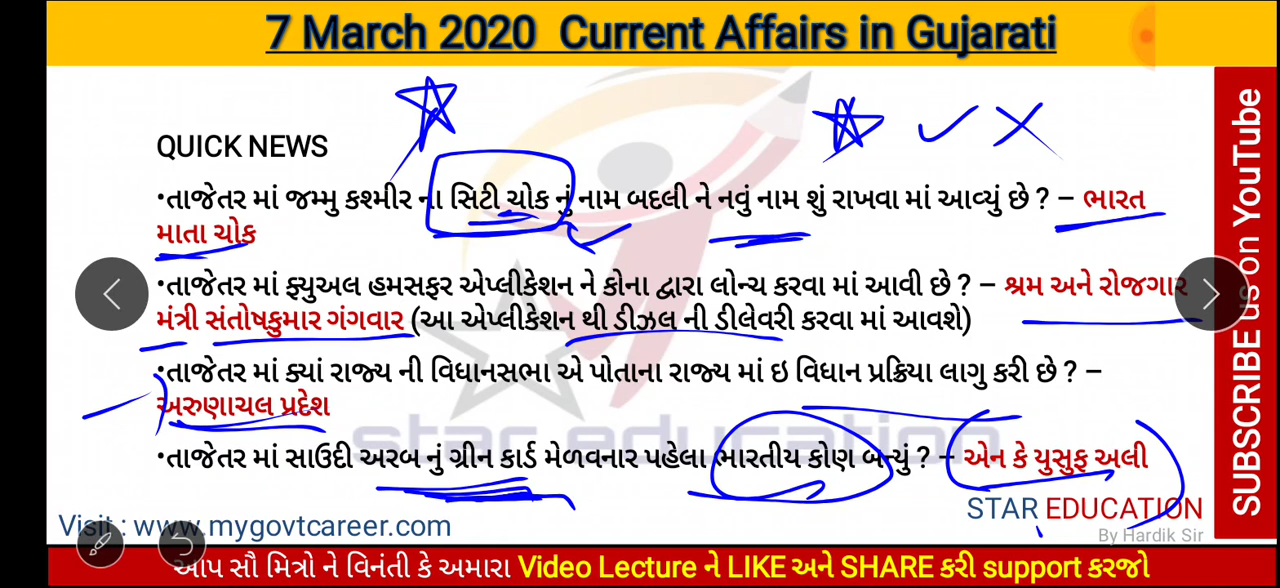 7 March 2020 Current Affairs in Gujarati
QUICK NEWS
•તાજેતર માં જમ્મુ કશ્મીર ના સિટી ચોક નું નામ બદલી ને નવું નામ શું રાખવા માં આવ્યું છે ? – ભારત
માતા ચોક
•તાજેતર માં ફ્યુઅલ હમસફર એપ્લીકેશન ને કોના દ્વારા લોન્ચ કરવા માં આવી છે ? – શ્રમ અને રોજગાર
મંત્રી સંતોષકુમાર ગંગવાર (આ એપ્લીકેશન થી ડીઝલ ની ડીલેવરી કરવા માં આવશે)
•તાજેતર માં ક્યાં રાજ્ય ની વિધાનસભા એ પોતાના રાજ્ય માં ઇ વિધાન પ્રક્રિયા લાગુ કરી છે ? –
અરુણાચલ પ્રદેશ
•તાજેતર માં સાઉદી અરબ નું ગ્રીન કાર્ડ મેળવનાર પહેલા ભારતીય કોણ બન્યું ? – એન કે યુસુફ અલી
star education
STAR EDUCATION
By Hardik Sir
Visit : www.mygovtcareer.com
આપ સૌ મિત્રો ને વિનંતી કે અમારા Video Lecture ને LIKE અને SHARE કરી support કરજો
SUBSCRIBE us on YouTube